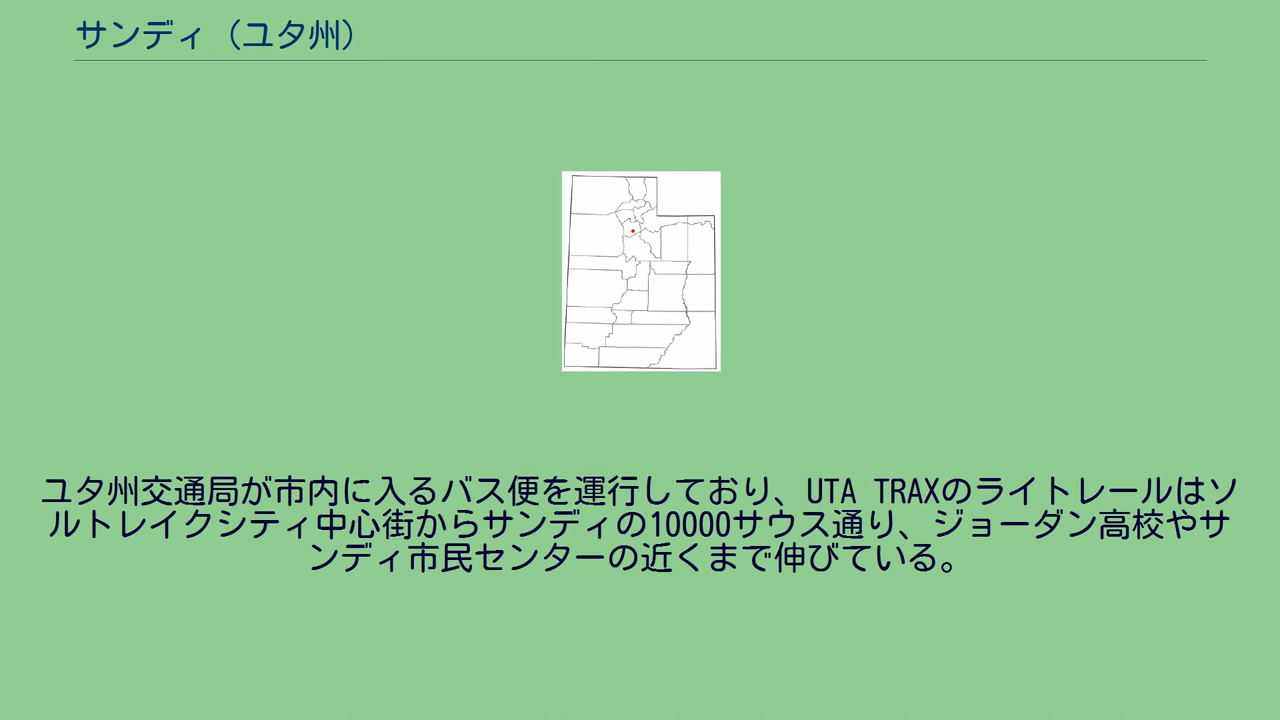 サンディ（ユタ州）
ユタ州交通局が市内に入るバス便を運行しており、UTA TRAXのライトレールはソ
ルトレイクシティ中心街からサンディの10000サウス通り、ジョーダン高校やサ
ンディ市民センターの近くまで伸びている。